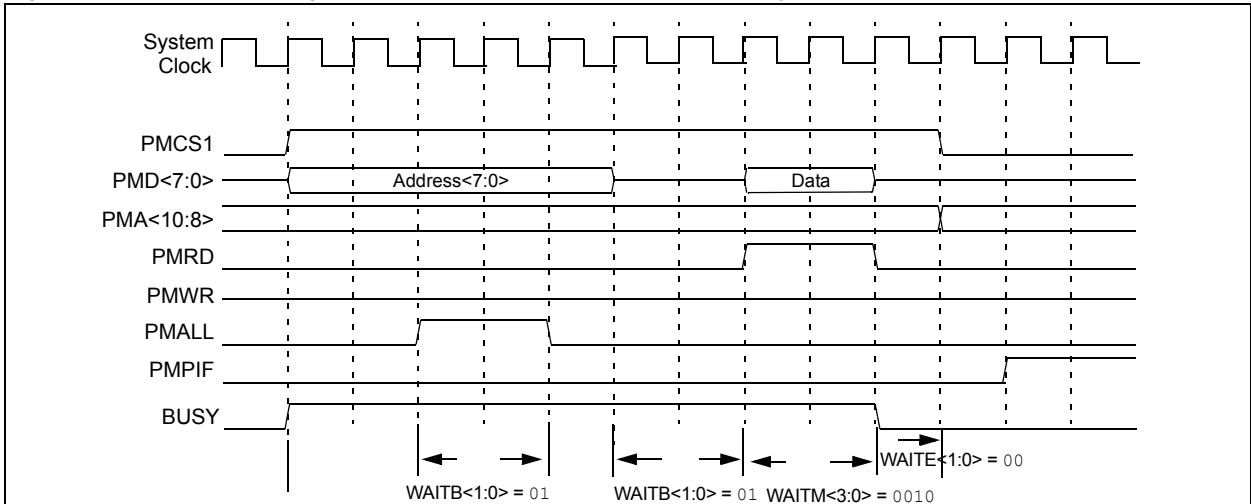 System
Clock
PMCS1
PMD<7:0>
Address<7:0>
Data
PMA<10:8>
PMRD
PMWR
PMALL
PMPIF
BUSY
WAITE<1:0> = 00
WAITB<1:0> = 01
WAITB<1:0> = 01
WAITM<3:0> = 0010